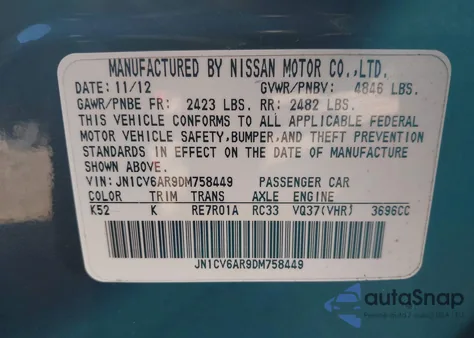 MANUFACTURED BY NISSAN MOTOR CO.,LTD.
DATE: 11/12 GVWR/PNBV: 4846 LBS.
GAWR/PNBE FR: 2423 LBS. RR: 2482 LBS.
THIS VEHICLE CONFORMS TO ALL APPLICABLE FEDERAL
MOTOR VEHICLE SAFETY, BUMPER, AND THEFT PREVENTION
STANDARDS IN EFFECT ON THE DATE OF MANUFACTURE
SHOWN ABOVE.
VIN: JN1CV6AR9DM758449 PASSENGER CAR
COLOR TRIM TRANS AXLE ENGINE
K52 K RE7R01A RC33 VQ37(VHR) 3696CC
JN1CV6AR9DM758449
autoSnap